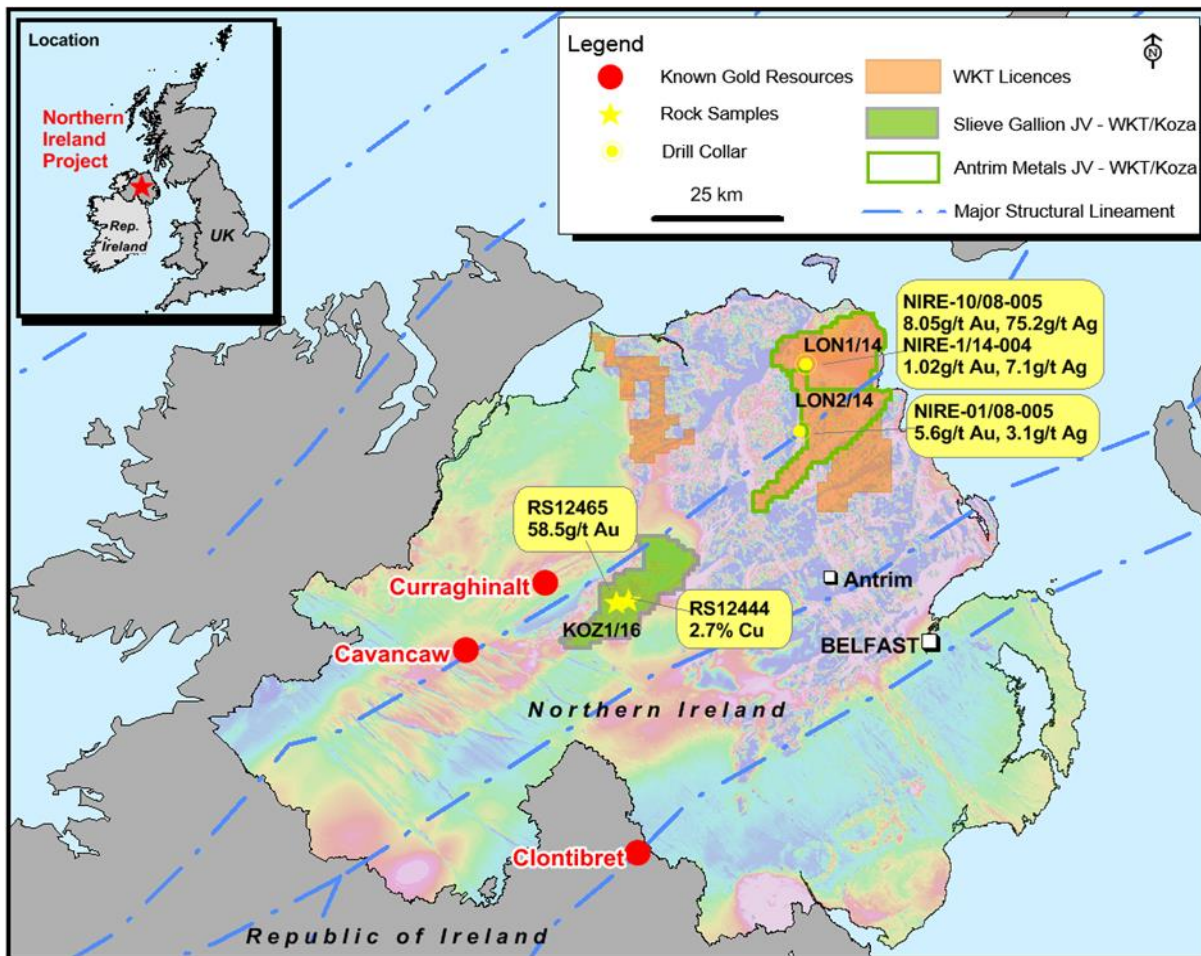 Location
Northern
Ireland
Project
Rep.
Ireland
UK
Legend
Known Gold Resources
Rock Samples
Drill Collar
25 km
N
WKT Licences
Slieve Gallion JV - WKT/Koza
Antrim Metals JV - WKT/Koza
Major Structural Lineament
NIRE-10/08-005
8.05g/t Au, 75.2g/t Ag
NIRE-1/14-004
1.02g/t Au, 7.1g/t Ag
LON1/14
LON2/14
NIRE-01/08-005
5.6g/t Au, 3.1g/t Ag
RS12465
58.5g/t Au
Curraghinalt
Antrim
RS12444
2.7% Cu
KOZ1/16
BELFAST
Cavancaw
Northern Ireland
Clontibret
Republic of Ireland